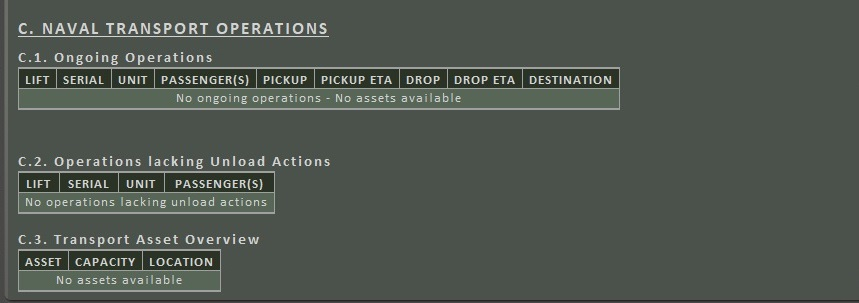 C. NAVAL TRANSPORT OPERATIONS
C.1. Ongoing Operations
LIFT SERIAL UNIT PASSENGER(S) PICKUP PICKUP ETA DROP DROP ETA DESTINATION
No ongoing operations - No assets available
C.2. Operations lacking Unload Actions
LIFT SERIAL UNIT PASSENGER(S)
No operations lacking unload actions
C.3. Transport Asset Overview
ASSET CAPACITY LOCATION
No assets available